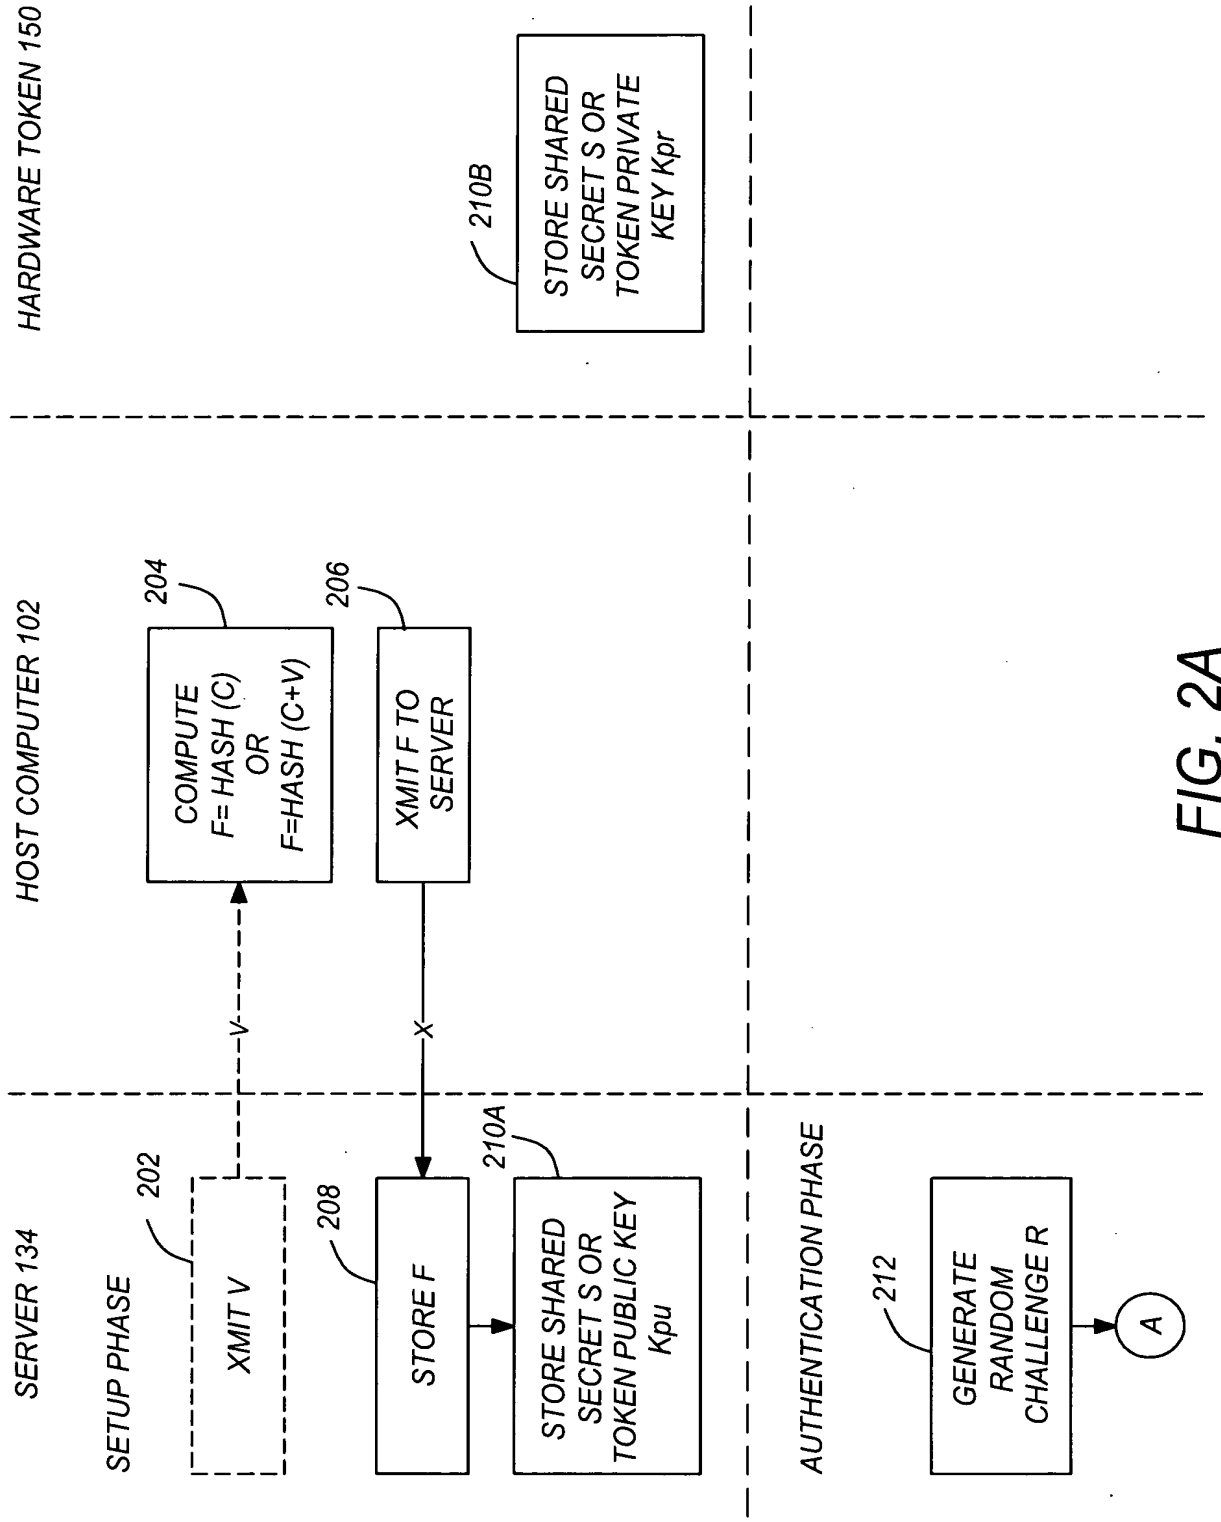 SERVER 134
HOST COMPUTER 102
HARDWARE TOKEN 150
SETUP PHASE
202
XMIT V
V
204
COMPUTE
F= HASH (C)
OR
F=HASH (C+V)
206
XMIT F TO
SERVER
X
208
STORE F
210A
STORE SHARED
SECRET S OR
TOKEN PUBLIC KEY
Kpu
210B
STORE SHARED
SECRET S OR
TOKEN PRIVATE
KEY Kpr
AUTHENTICATION PHASE
212
GENERATE
RANDOM
CHALLENGE R
A
FIG. 2A